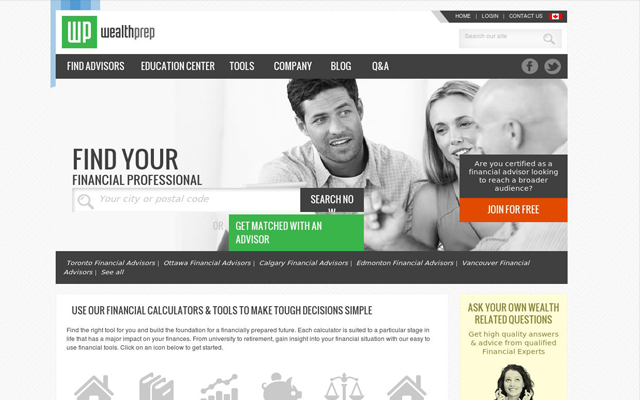 HOME | LOGIN | CONTACT US
wp wealthprep
Search our site
FIND ADVISORS EDUCATION CENTER TOOLS COMPANY BLOG Q&A
FIND YOUR
FINANCIAL PROFESSIONAL
Your city or postal code
SEARCH NO
W
OR
GET MATCHED WITH AN
ADVISOR
Are you certified as a
financial advisor looking
to reach a broader
audience?
JOIN FOR FREE
Toronto Financial Advisors | Ottawa Financial Advisors | Calgary Financial Advisors | Edmonton Financial Advisors | Vancouver Financial
Advisors | See all
USE OUR FINANCIAL CALCULATORS & TOOLS TO MAKE TOUGH DECISIONS SIMPLE
Find the right tool for you and build the foundation for a financially prepared future. Each calculator is suited to a particular stage in
life that has a major impact on your finances. From university to retirement, gain insight into your financial situation with our easy to
use financial tools. Click on an icon below to get started.
ASK YOUR OWN WEALTH
RELATED QUESTIONS
Get high quality answers
& advice from qualified
Financial Experts